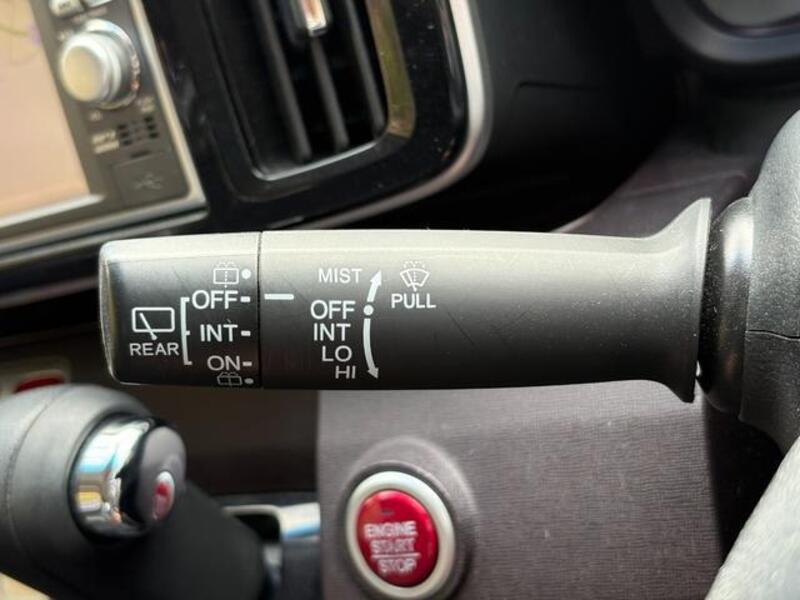 MIST
OFF
INT
LO
HI
PULL
REAR
OFF
INT
ON
ENGINE
START
STOP